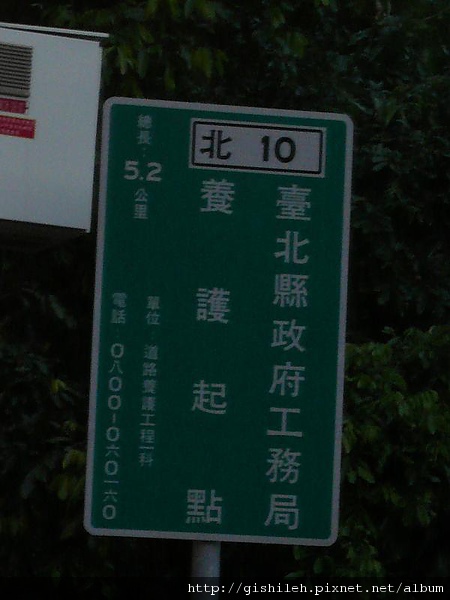 北 10
臺北縣政府工務局
養護起點
總長：5.2公里
單位 道路養護工程一科
電話 0八00-0六0一六0
http://gishileh.pixnet.net/album